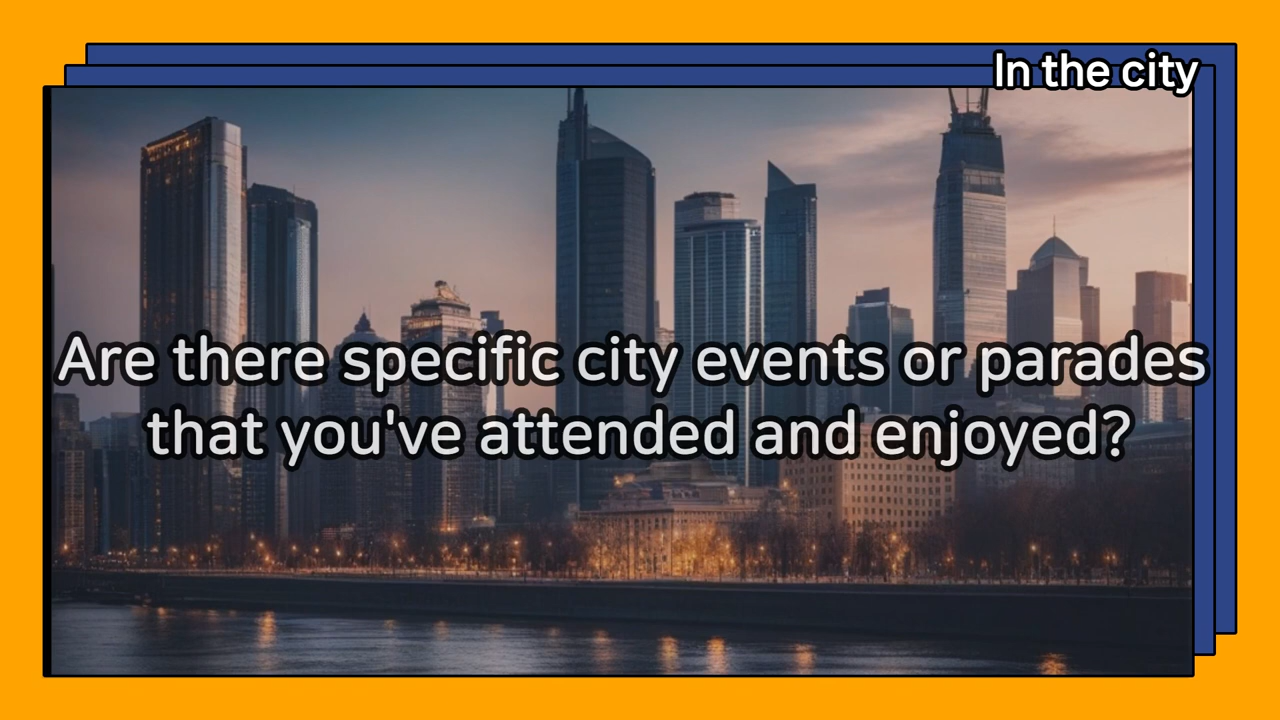 In the city
Are there specific city events or parades
that you've attended and enjoyed?